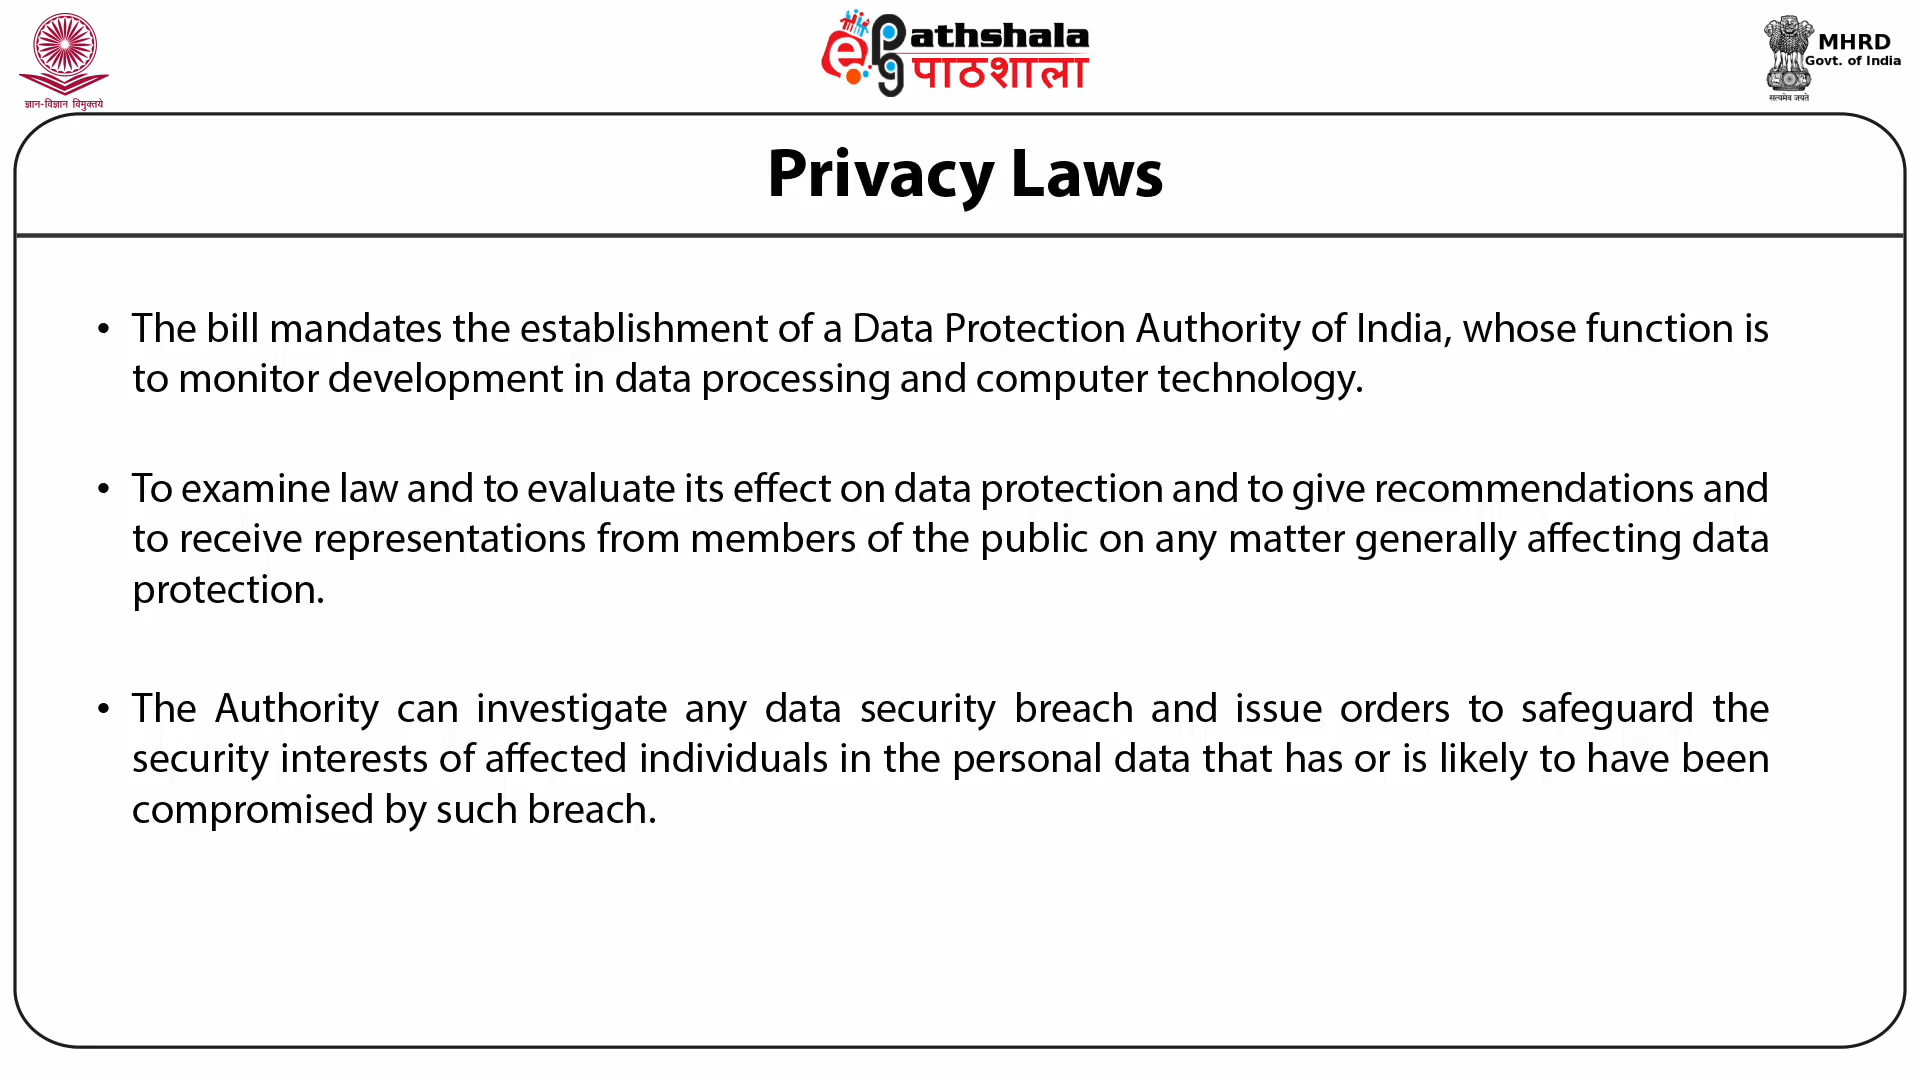 ज्ञान-विज्ञान विमुक्तये
e Pg Pathshala
पाठशाला
MHRD
Govt. of India
सत्यमेव जयते
Privacy Laws
• The bill mandates the establishment of a Data Protection Authority of India, whose function is
to monitor development in data processing and computer technology.
• To examine law and to evaluate its effect on data protection and to give recommendations and
to receive representations from members of the public on any matter generally affecting data
protection.
• The Authority can investigate any data security breach and issue orders to safeguard the
security interests of affected individuals in the personal data that has or is likely to have been
compromised by such breach.